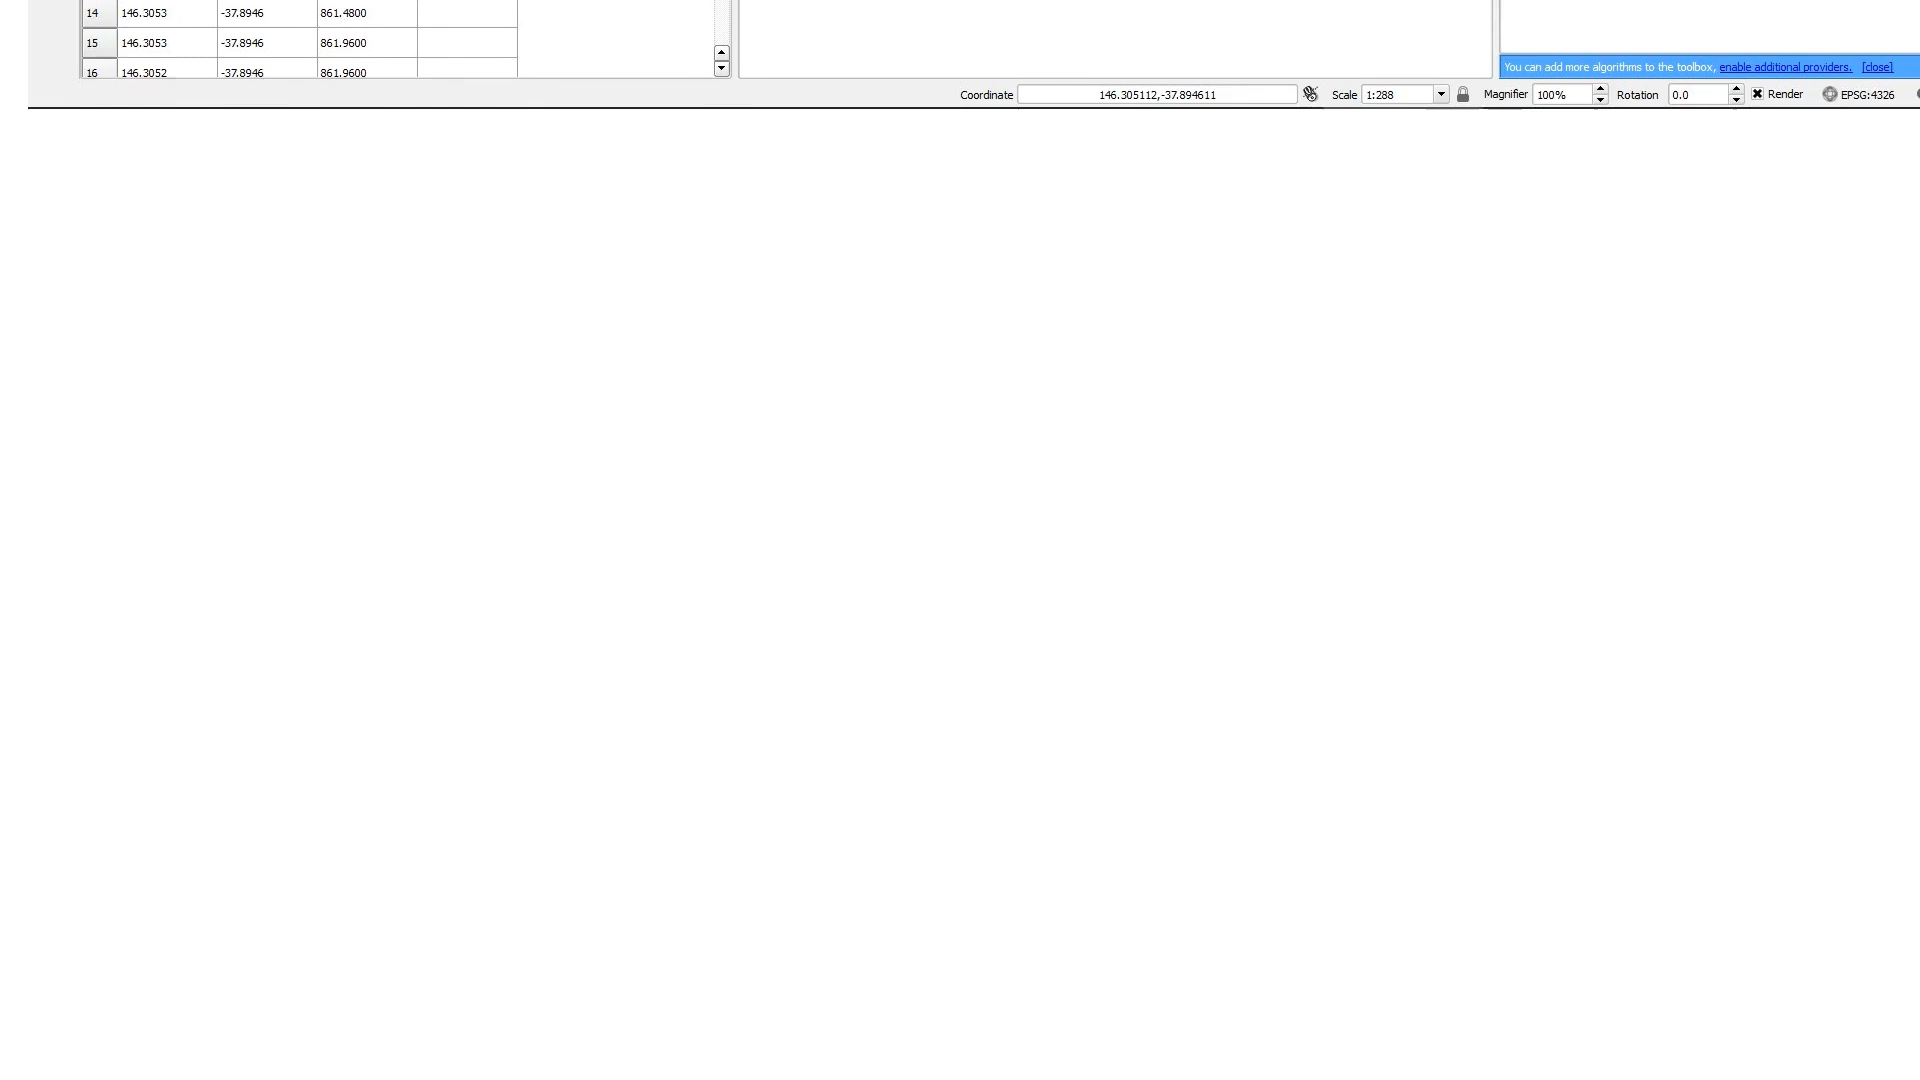 14 146.3053 -37.8946 861.4800
15 146.3053 -37.8946 861.9600
16 146.3052 -37.8946 861.9600
You can add more algorithms to the toolbox, enable additional providers. [close]
Coordinate 146.305112,-37.894611 Scale 1:288 Magnifier 100% Rotation 0.0 Render EPSG:4326